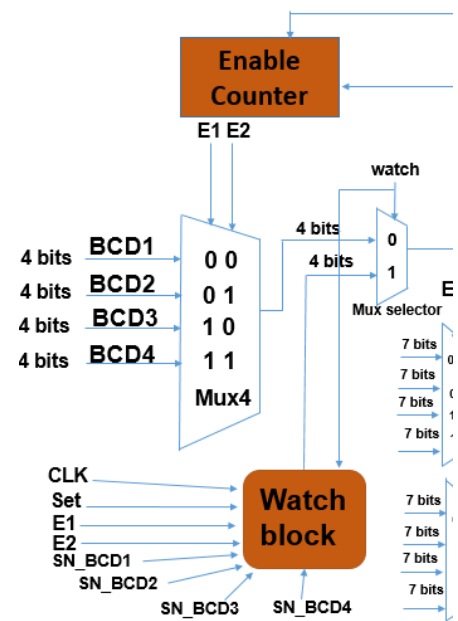 Enable
Counter
E1 E2
watch
4 bits BCD1
4 bits BCD2
4 bits BCD3
4 bits BCD4
0 0
0 1
1 0
1 1
Mux4
4 bits
4 bits
0
1
Mux selector
E
7 bits
7 bits
7 bits
7 bits
0
0
1
CLK
Set
E1
E2
SN_BCD1
SN_BCD2
SN_BCD3
SN_BCD4
Watch
block
7 bits
7 bits
7 bits
7 bits